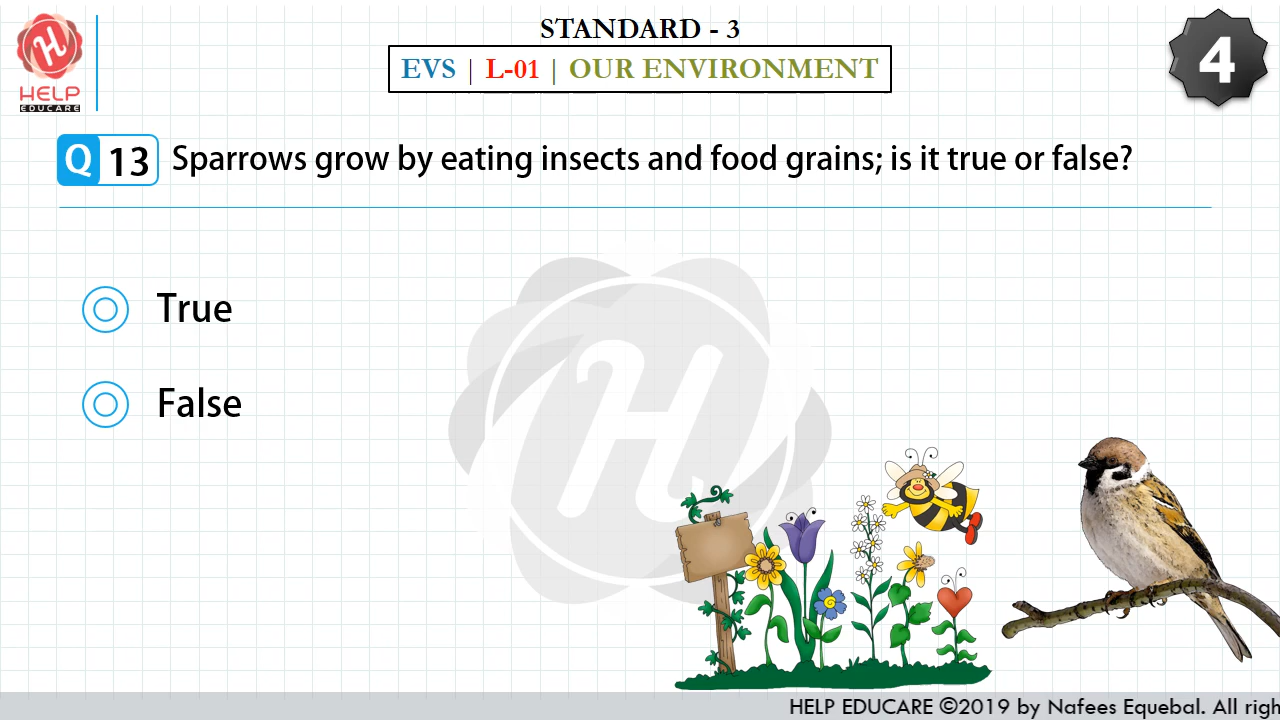 STANDARD - 3
EVS | L-01 | OUR ENVIRONMENT
4
HELP
EDUCARE
Q 13 Sparrows grow by eating insects and food grains; is it true or false?
True
False
HELP EDUCARE ©2019 by Nafees Equebal. All righ